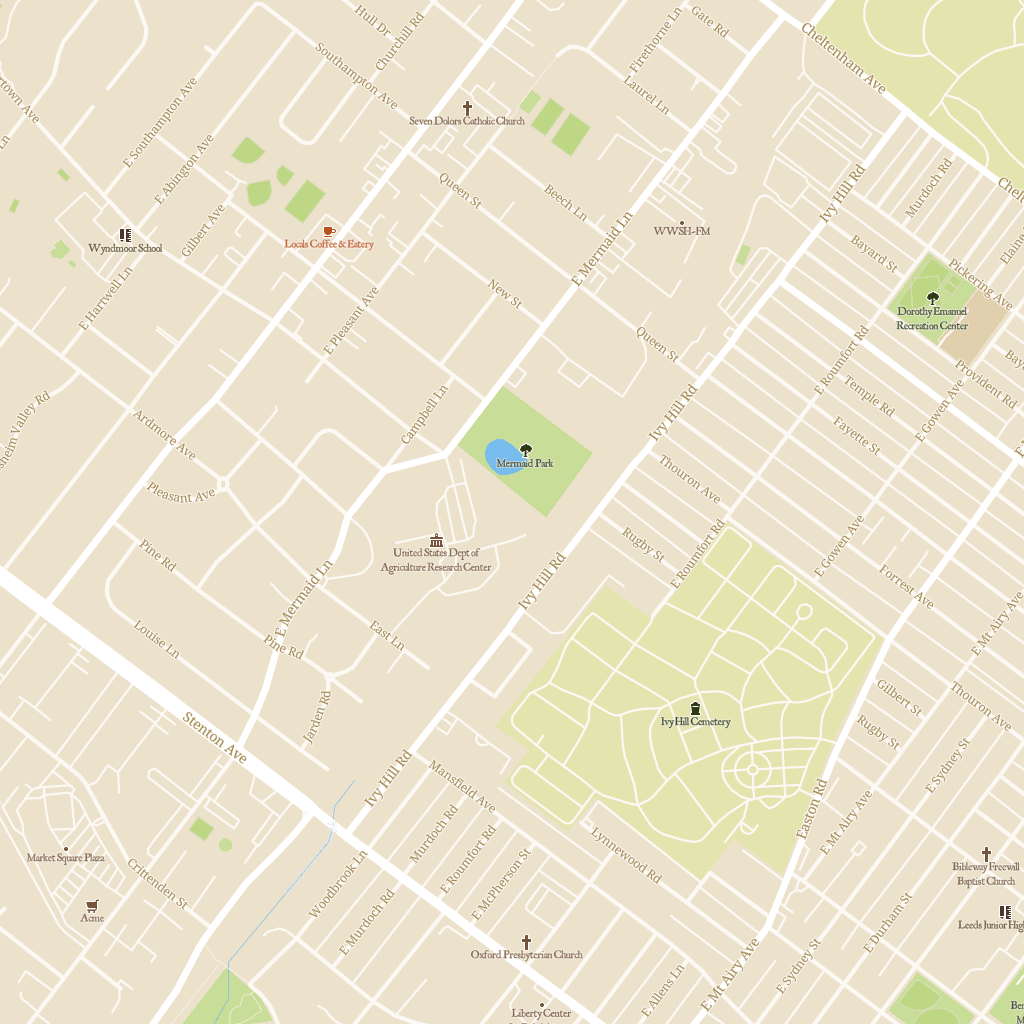 Hull Dr
Churchill Rd
Firethorne Ln
Gate Rd
Cheltenham Ave
Southampton Ave
Laurel Ln
E Southampton Ave
Seven Dolors Catholic Church
E Abington Ave
Ivy Hill Rd
Murdoch Rd
Queen St
Beech Ln
Gilbert Ave
Wyndmoor School
Locals Coffee & Eatery
WWSH-FM
E Mermaid Ln
Bayard St
Pickering Ave
E Hartwell Ln
E Pleasant Ave
New St
Dorothy Emanuel
Recreation Center
Queen St
E Roumfort Rd
Provident Rd
Temple Rd
Campbell Ln
Ivy Hill Rd
E Gowen Ave
Fayette St
Ardmore Ave
Mermaid Park
Thouron Ave
Pleasant Ave
Rugby St
E Roumfort Rd
E Gowen Ave
Pine Rd
United States Dept of
Agriculture Research Center
Ivy Hill Rd
Forrest Ave
E Mermaid Ln
E Mt Airy Ave
Louise Ln
Pine Rd
East Ln
Gilbert St
Thouron Ave
Ivy Hill Cemetery
Jarden Rd
Stenton Ave
Rugby St
E Sydney St
Ivy Hill Rd
Mansfield Ave
Easton Rd
E Mt Airy Ave
Murdoch Rd
E Roumfort Rd
Lynnewood Rd
Market Square Plaza
Crittenden St
Woodbrook Ln
E McPherson St
Bibleway Freewill
Baptist Church
Acme
E Murdoch Rd
E Durham St
Leeds Junior High
Oxford Presbyterian Church
E Sydney St
E Mt Airy Ave
E Allens Ln
Liberty Center